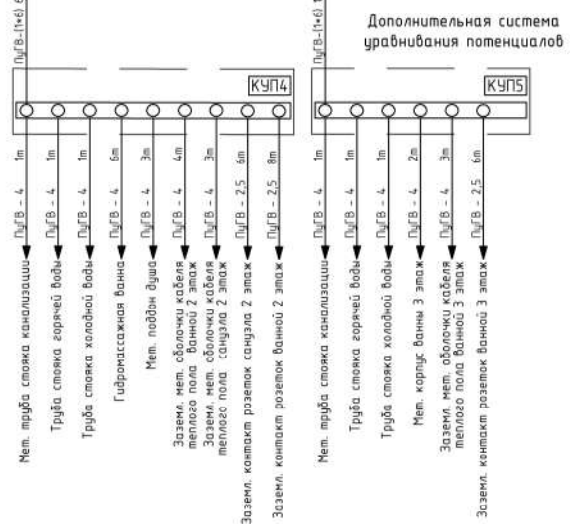 Дополнительная система
уравнивания потенциалов
ПуГВ-(1*6)
КУП4
ПуГВ - 4 1m
ПуГВ - 4 1m
ПуГВ - 4 1m
ПуГВ - 4 6m
ПуГВ - 4 3m
ПуГВ - 4 4m
ПуГВ - 4 3m
ПуГВ - 2,5 6m
ПуГВ - 2,5 8m
Мет. труба стояка канализации
Труба стояка горячей воды
Труба стояка холодной воды
Гидромассажная ванна
Мет. поддон душа
Заземл. мет. оболочки кабеля
теплого пола ванной 2 этаж
Заземл. мет. оболочки кабеля
теплого пола санузла 2 этаж
Заземл. контакт розеток санузла 2 этаж
Заземл. контакт розеток ванной 2 этаж
ПуГВ-(1*6)
КУП5
ПуГВ - 4 1m
ПуГВ - 4 1m
ПуГВ - 4 1m
ПуГВ - 4 2m
ПуГВ - 4 3m
ПуГВ - 2,5 6m
Мет. труба стояка канализации
Труба стояка горячей воды
Труба стояка холодной воды
Мет. корпус ванны 3 этаж
Заземл. мет. оболочки кабеля
теплого пола ванной 3 этаж
Заземл. контакт розеток ванной 3 этаж